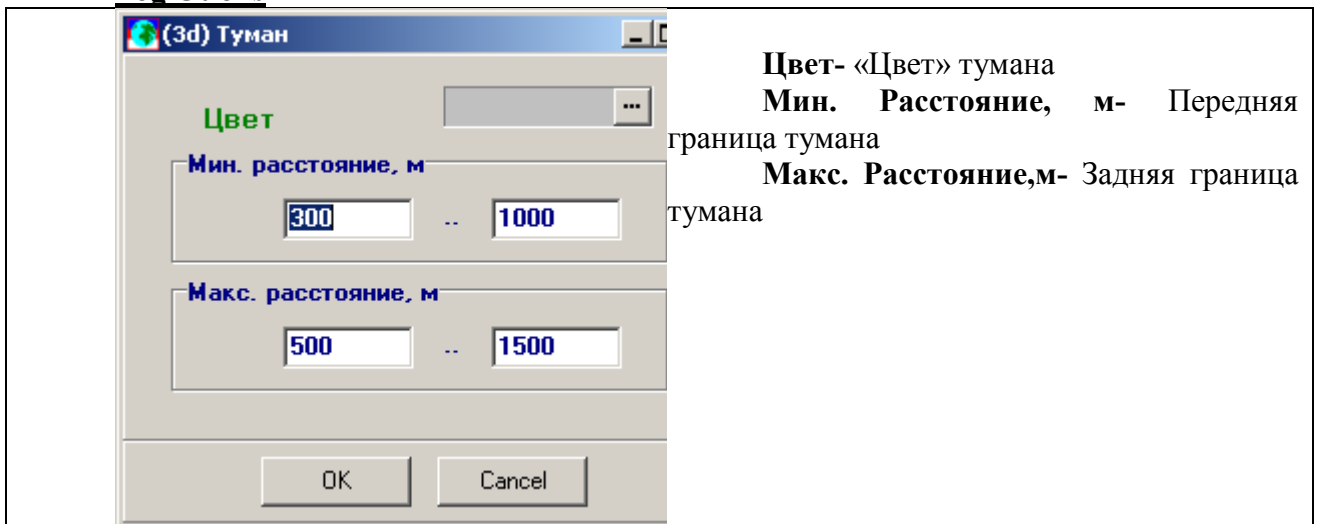 (3d) Туман
Цвет
...
Мин. расстояние, м
300 .. 1000
Макс. расстояние, м
500 .. 1500
OK Cancel
Цвет- «Цвет» тумана
Мин. Расстояние, м- Передняя
граница тумана
Макс. Расстояние,м- Задняя граница
тумана